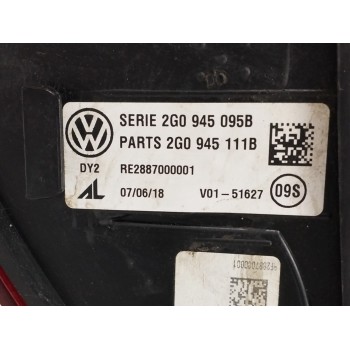 SERIE 2G0 945 095B
PARTS 2G0 945 111B
DY2 RE2887000001
AL 07/06/18 V01-51627 09S